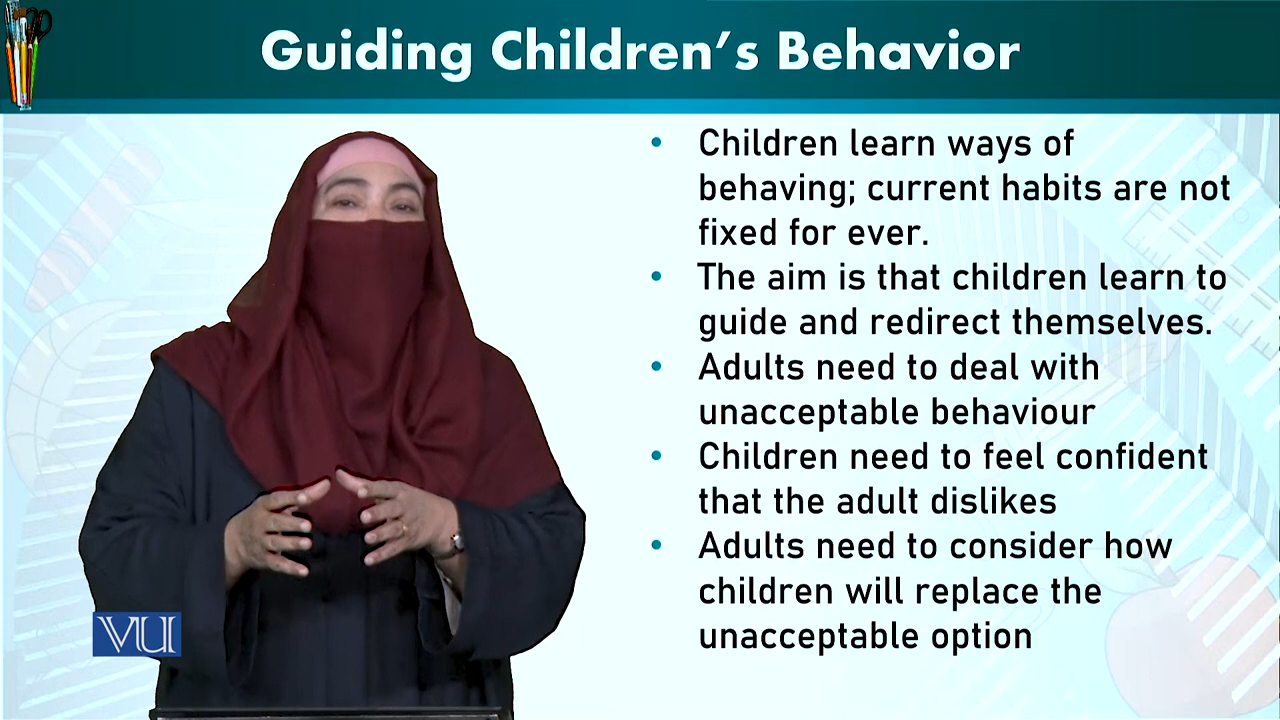 Guiding Children's Behavior
• Children learn ways of
behaving; current habits are not
fixed for ever.
• The aim is that children learn to
guide and redirect themselves.
• Adults need to deal with
unacceptable behaviour
• Children need to feel confident
that the adult dislikes
• Adults need to consider how
children will replace the
unacceptable option
VU